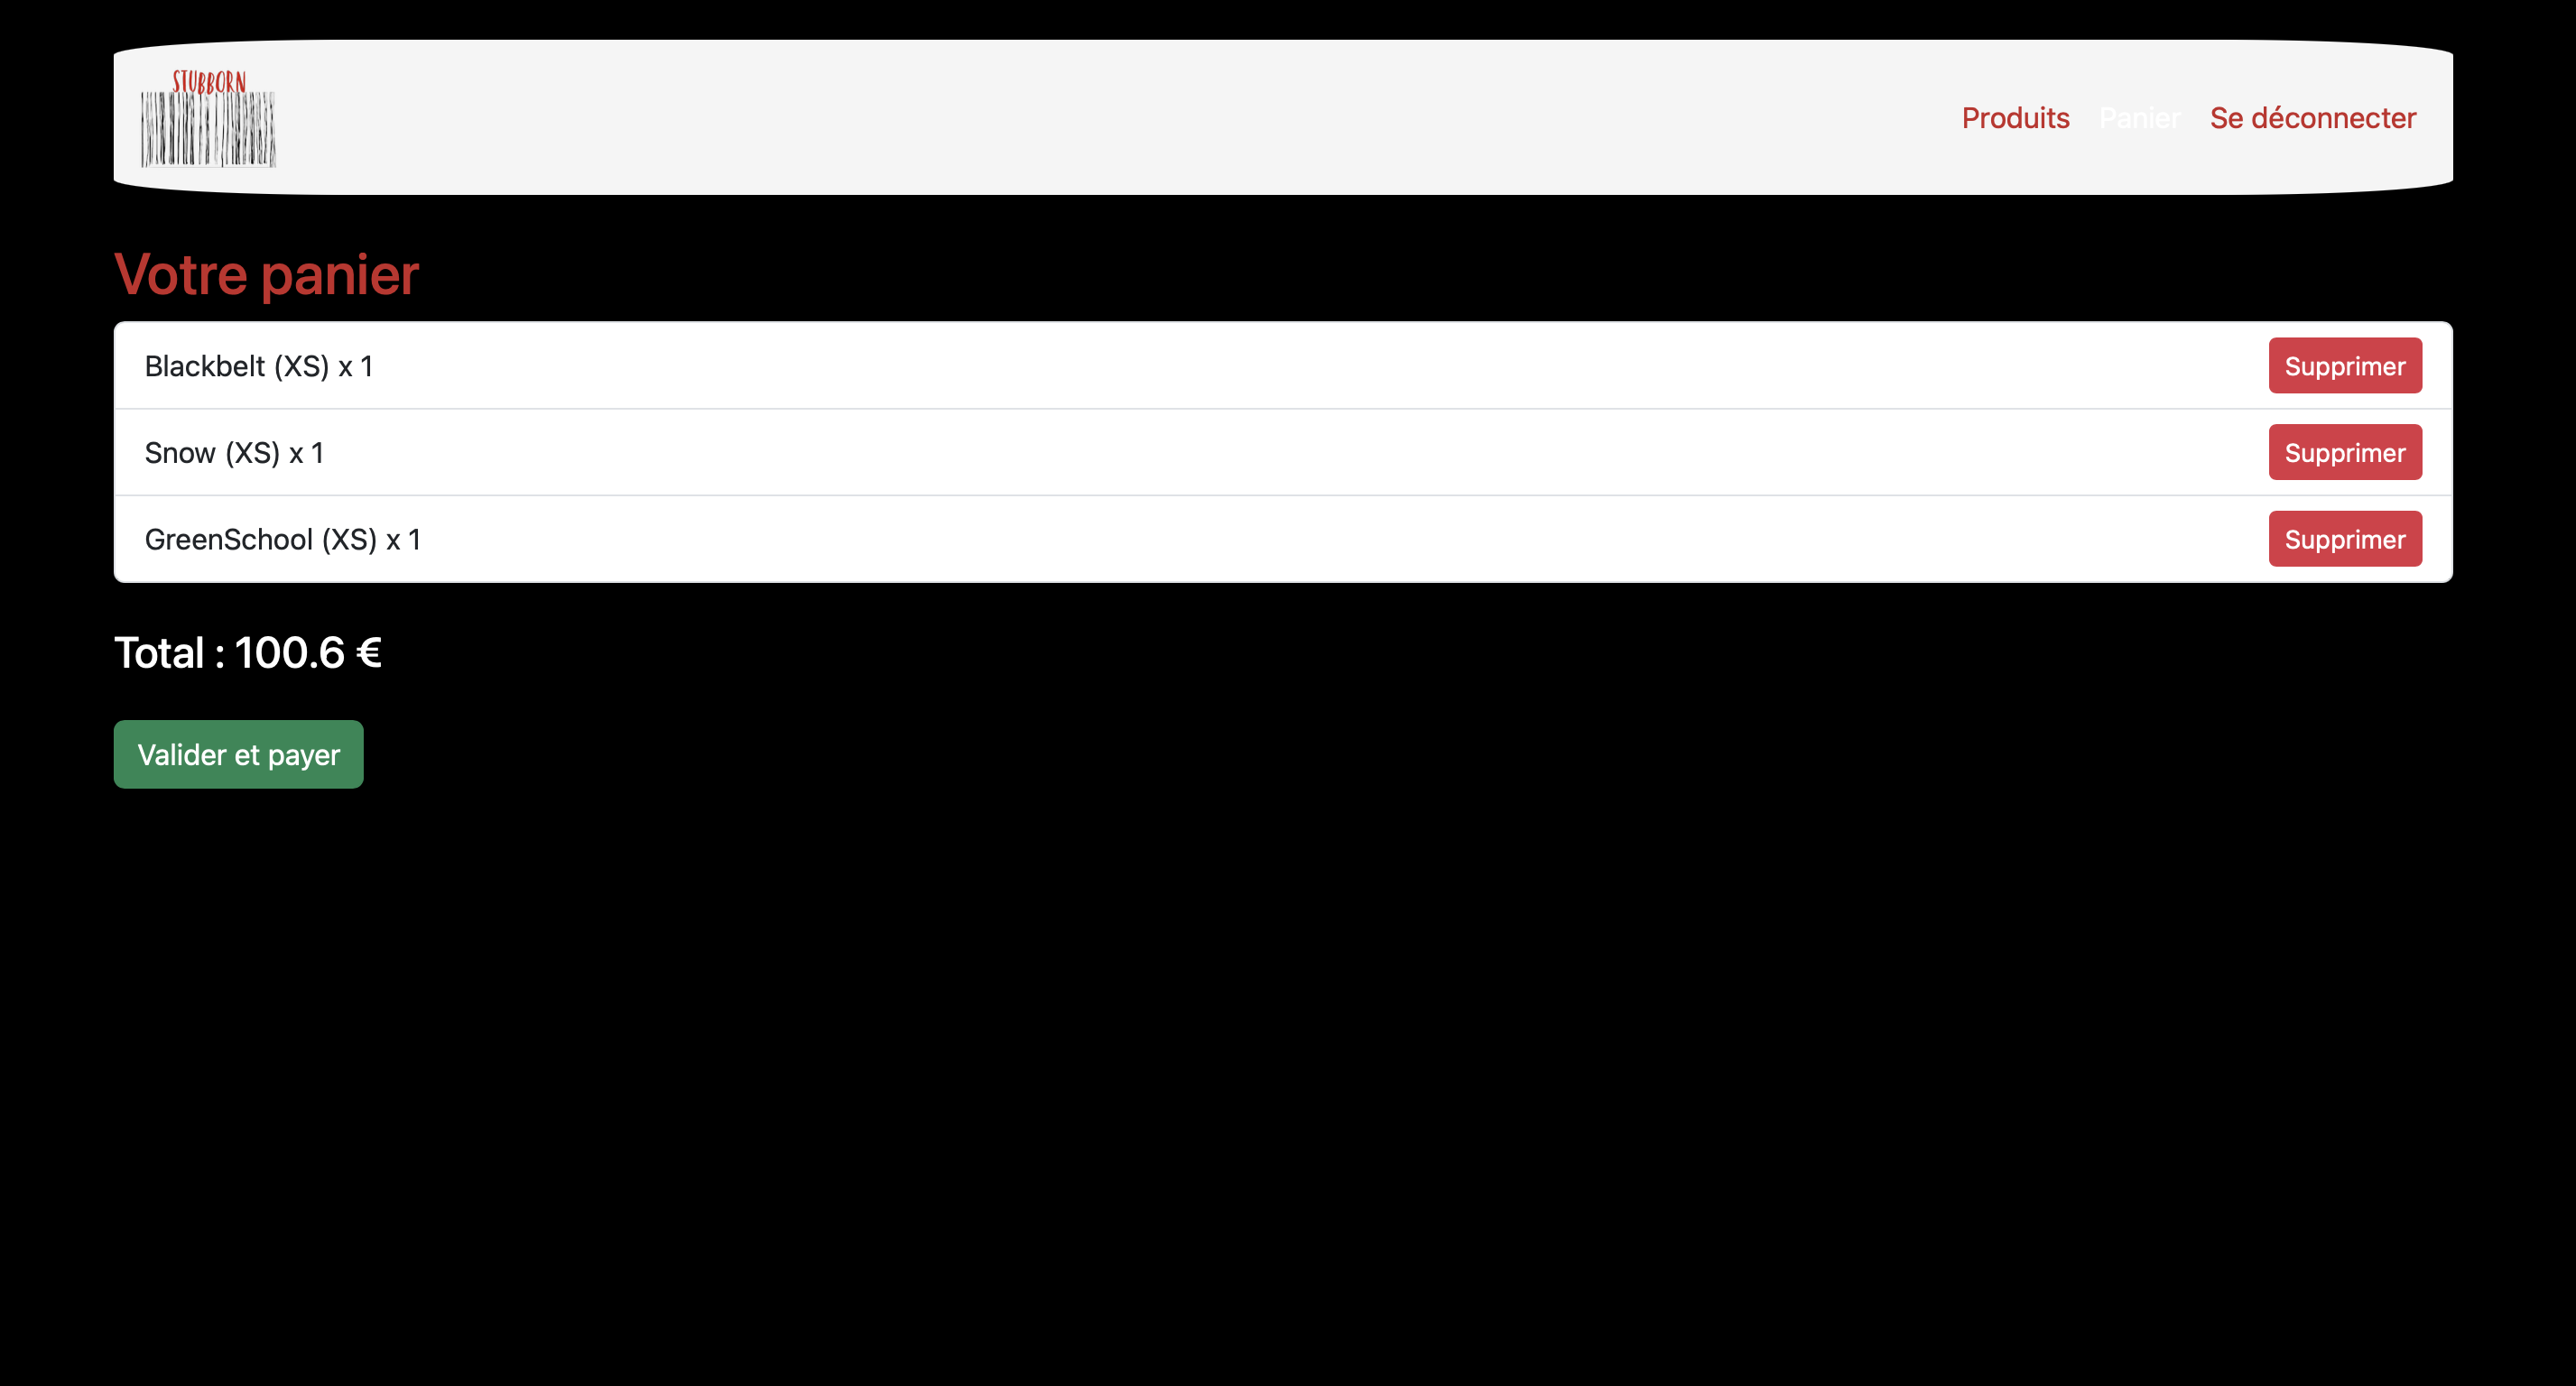 STUBBORN
Produits Panier Se déconnecter
Votre panier
Blackbelt (XS) x 1 Supprimer
Snow (XS) x 1 Supprimer
GreenSchool (XS) x 1 Supprimer
Total : 100.6 €
Valider et payer